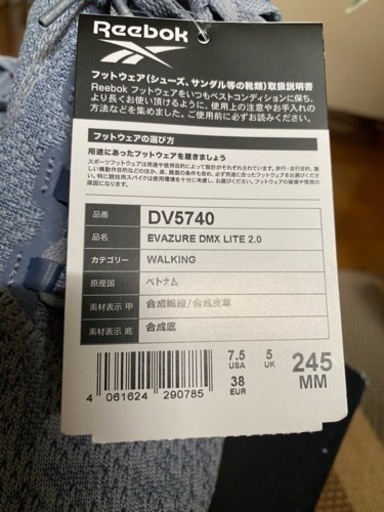 Reebok
フットウェア(シューズ、サンダル等の靴類)取扱説明書
Reebok フットウェアをいつもベストコンディションに保ち、
より長くお使い頂けるように、使用上の注意やお手入れの
方法などを集めました。ご使用前に必ずお読みください。
フットウェアの選び方
用途にあったフットウェアを履きましょう
品番 DV5740
品名 EVAZURE DMX LITE 2.0
カテゴリー WALKING
原産国 ベトナム
素材表示 甲 合成繊維/合成皮革
素材表示 底 合成底
7.5 USA 5 UK 245 MM
38 EUR
4 061624 290785